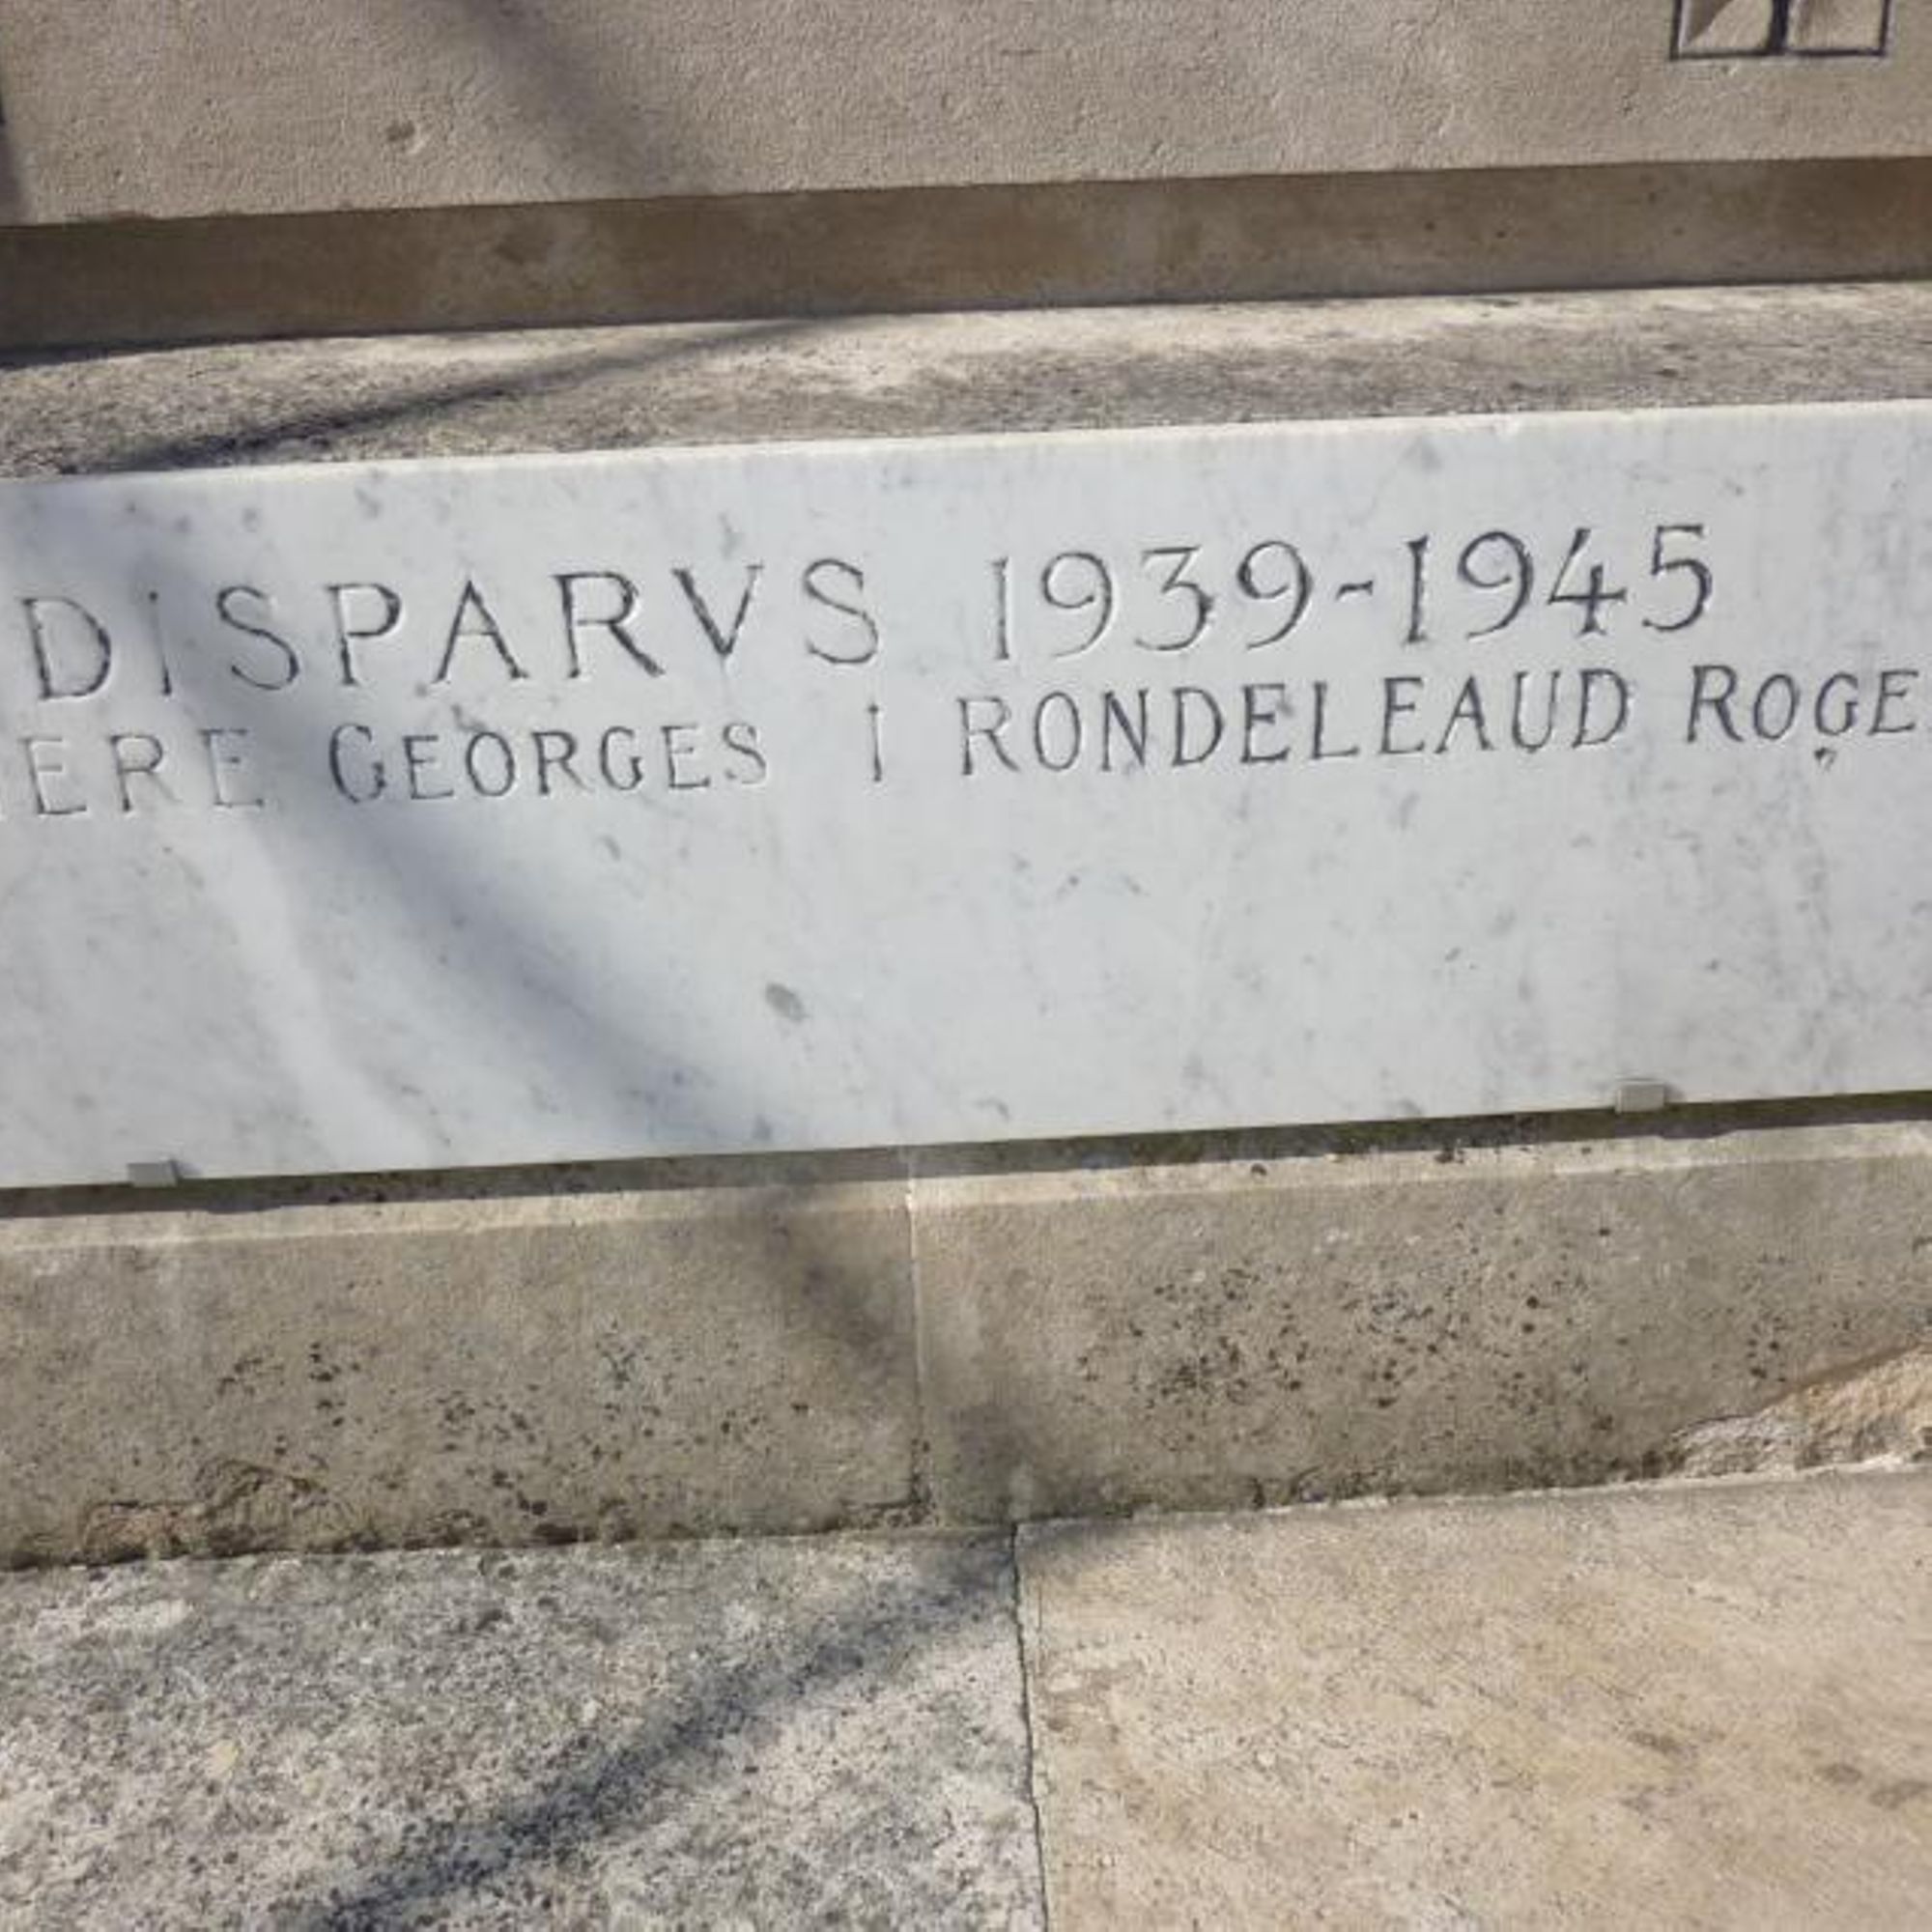 DISPARVS 1939-1945
GEORGES | RONDELEAUD